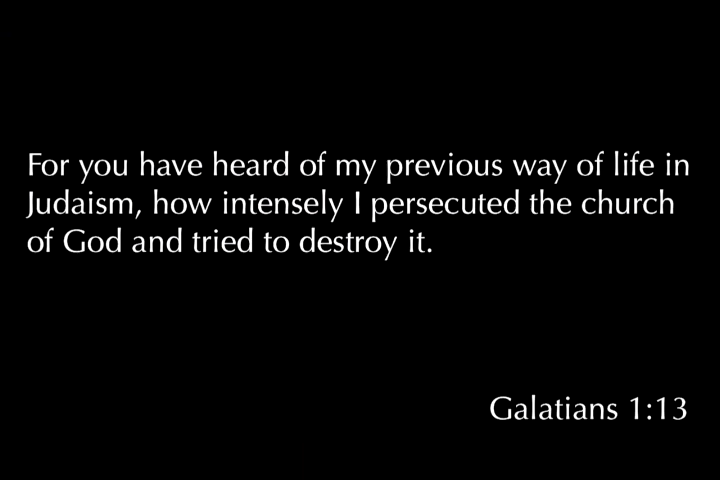 For you have heard of my previous way of life in
Judaism, how intensely I persecuted the church
of God and tried to destroy it.
Galatians 1:13